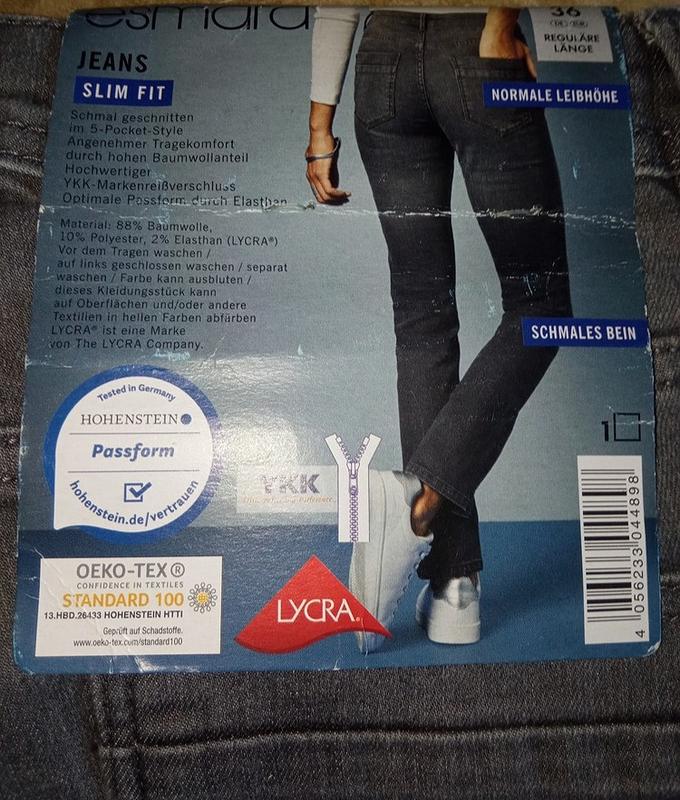 esmara
36
DE EUR
REGULÄRE
LÄNGE
JEANS
SLIM FIT
NORMALE LEIBHÖHE
Schmal geschnitten
im 5-Pocket-Style
Angenehmer Tragekomfort
durch hohen Baumwollanteil
Hochwertiger
YKK-Markenreißverschluss
Optimale Passform durch Elasthan
Material: 88% Baumwolle,
10% Polyester, 2% Elasthan (LYCRA®)
Vor dem Tragen waschen /
auf links geschlossen waschen / separat
waschen / Farbe kann ausbluten /
dieses Kleidungsstück kann
auf Oberflächen und/oder andere
Textilien in hellen Farben abfärben
LYCRA® ist eine Marke
von The LYCRA Company.
SCHMALES BEIN
Tested in Germany
HOHENSTEIN
Passform
hohenstein.de/vertrauen
YKK
1
OEKO-TEX®
CONFIDENCE IN TEXTILES
STANDARD 100
13.HBD.26433 HOHENSTEIN HTTI
Geprüft auf Schadstoffe.
www.oeko-tex.com/standard100
LYCRA®
4 056233 044898